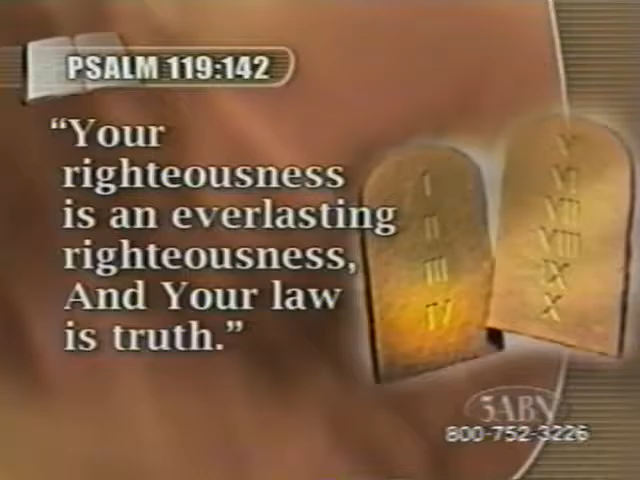 PSALM 119:142
“Your
righteousness
is an everlasting
righteousness,
And Your law
is truth.”
I
II
III
IV
V
VI
VII
VIII
IX
X
3ABN
800-752-3226